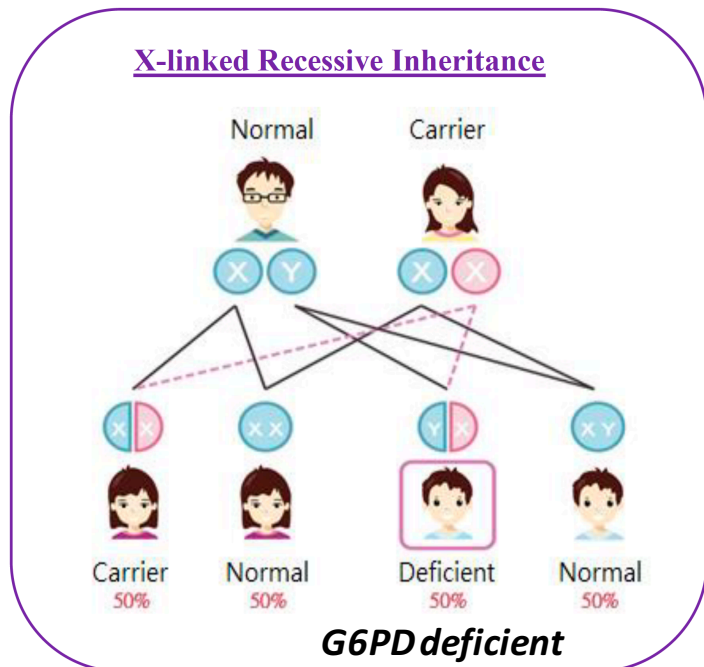 X-linked Recessive Inheritance
Normal Carrier
X Y X X
X X X X Y X X Y
Carrier Normal Deficient Normal
50% 50% 50% 50%
G6PD deficient